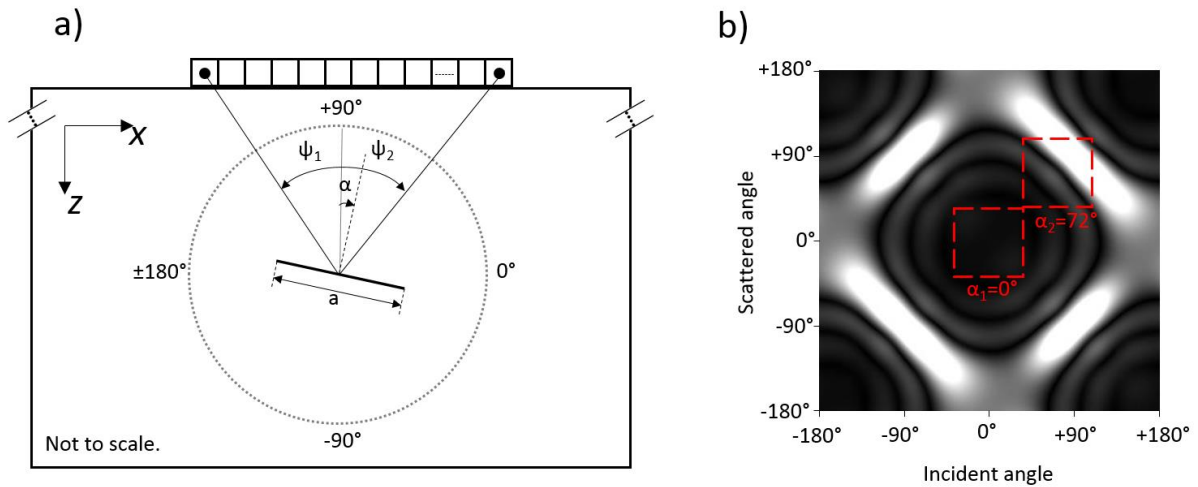 a)
+90°
ψ1
ψ2
α
X
Z
±180°
0°
a
-90°
Not to scale.
b)
+180°
+90°
0°
-90°
-180°
Scattered angle
α2=72°
α1=0°
-180°
-90°
0°
+90°
+180°
Incident angle